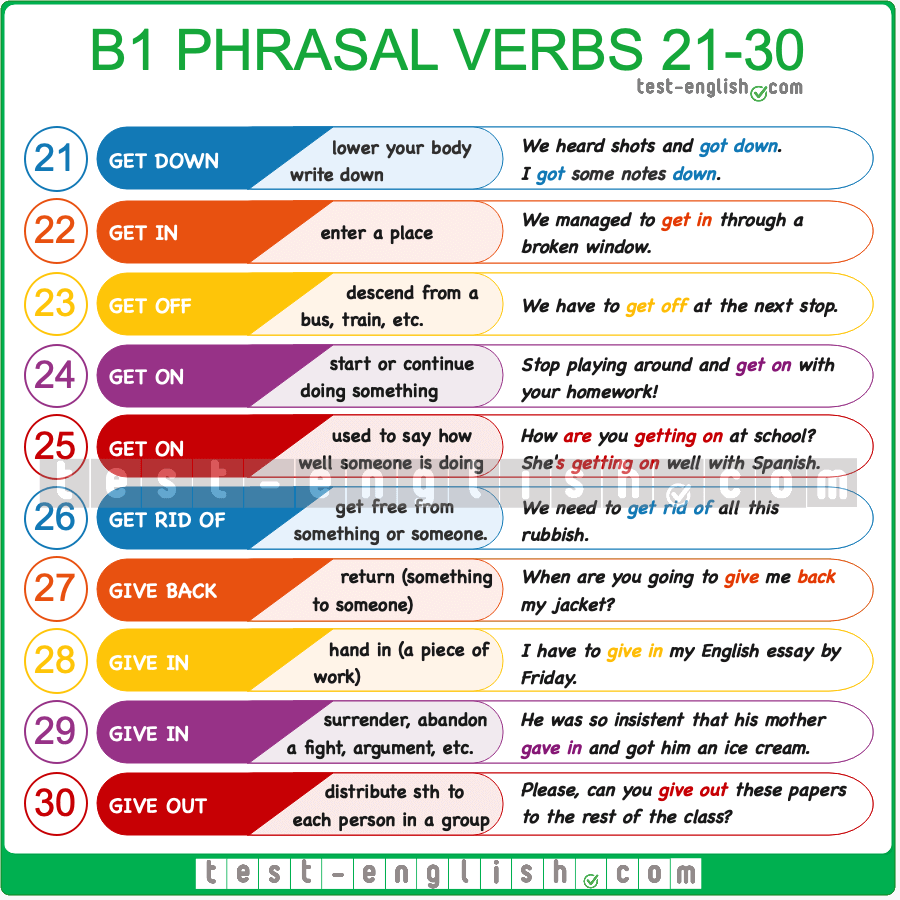 B1 PHRASAL VERBS 21-30
test-english.com
21
GET DOWN
lower your body
write down
We heard shots and got down.
I got some notes down.
22
GET IN
enter a place
We managed to get in through a
broken window.
23
GET OFF
descend from a
bus, train, etc.
We have to get off at the next stop.
24
GET ON
start or continue
doing something
Stop playing around and get on with
your homework!
25
GET ON
used to say how
well someone is doing
How are you getting on at school?
She's getting on well with Spanish.
test-english.com
26
GET RID OF
get free from
something or someone.
We need to get rid of all this
rubbish.
27
GIVE BACK
return (something
to someone)
When are you going to give me back
my jacket?
28
GIVE IN
hand in (a piece of
work)
I have to give in my English essay by
Friday.
29
GIVE IN
surrender, abandon
a fight, argument, etc.
He was so insistent that his mother
gave in and got him an ice cream.
30
GIVE OUT
distribute sth to
each person in a group
Please, can you give out these papers
to the rest of the class?
test-english.com